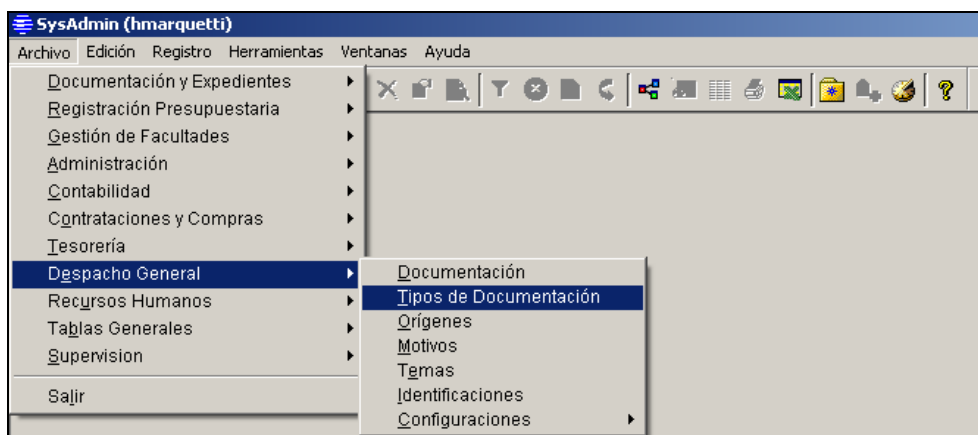 SysAdmin (hmarquetti)
Archivo Edición Registro Herramientas Ventanas Ayuda
Documentación y Expedientes
Registración Presupuestaria
Gestión de Facultades
Administración
Contabilidad
Contrataciones y Compras
Tesorería
Despacho General
Recursos Humanos
Tablas Generales
Supervision
Salir
Documentación
Tipos de Documentación
Orígenes
Motivos
Temas
Identificaciones
Configuraciones